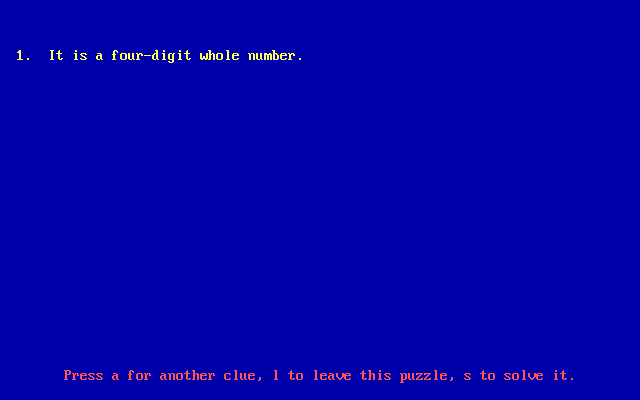 1.  It is a four-digit whole number.
Press a for another clue, l to leave this puzzle, s to solve it.